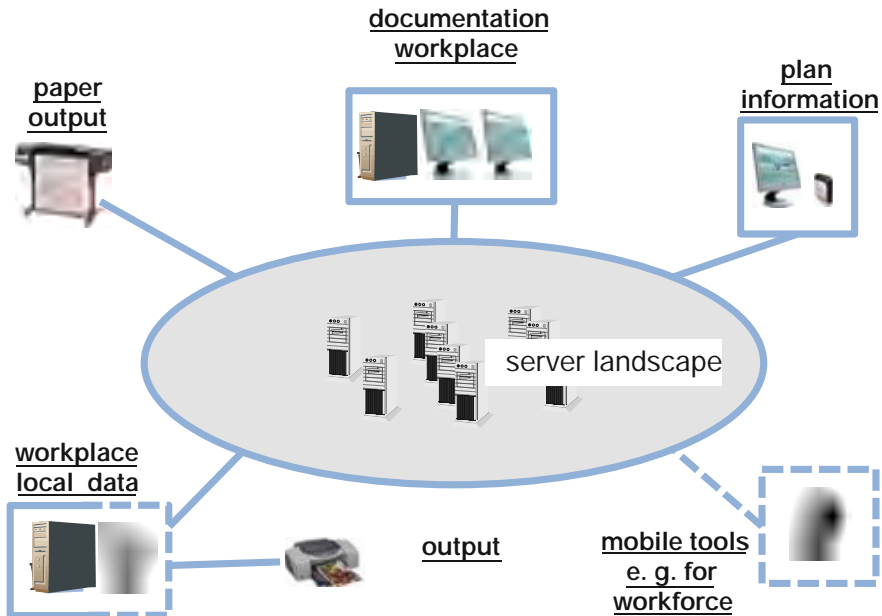 documentation
workplace
paper
output
plan
information
server landscape
workplace
local data
output
mobile tools
e. g. for
workforce